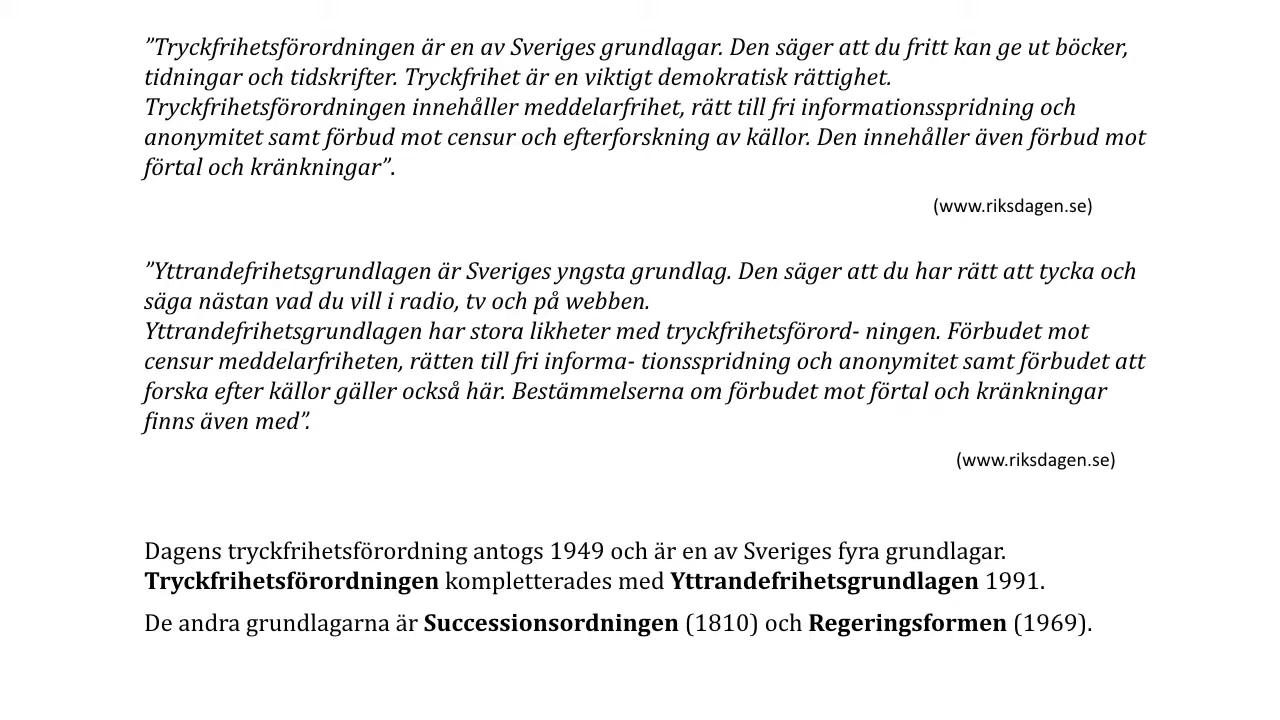 ”Tryckfrihetsförordningen är en av Sveriges grundlagar. Den säger att du fritt kan ge ut böcker,
tidningar och tidskrifter. Tryckfrihet är en viktigt demokratisk rättighet.
Tryckfrihetsförordningen innehåller meddelarfrihet, rätt till fri informationsspridning och
anonymitet samt förbud mot censur och efterforskning av källor. Den innehåller även förbud mot
förtal och kränkningar”.
(www.riksdagen.se)
”Yttrandefrihetsgrundlagen är Sveriges yngsta grundlag. Den säger att du har rätt att tycka och
säga nästan vad du vill i radio, tv och på webben.
Yttrandefrihetsgrundlagen har stora likheter med tryckfrihetsförord- ningen. Förbudet mot
censur meddelarfriheten, rätten till fri informa- tionsspridning och anonymitet samt förbudet att
forska efter källor gäller också här. Bestämmelserna om förbudet mot förtal och kränkningar
finns även med”.
(www.riksdagen.se)
Dagens tryckfrihetsförordning antogs 1949 och är en av Sveriges fyra grundlagar.
Tryckfrihetsförordningen kompletterades med Yttrandefrihetsgrundlagen 1991.
De andra grundlagarna är Successionsordningen (1810) och Regeringsformen (1969).